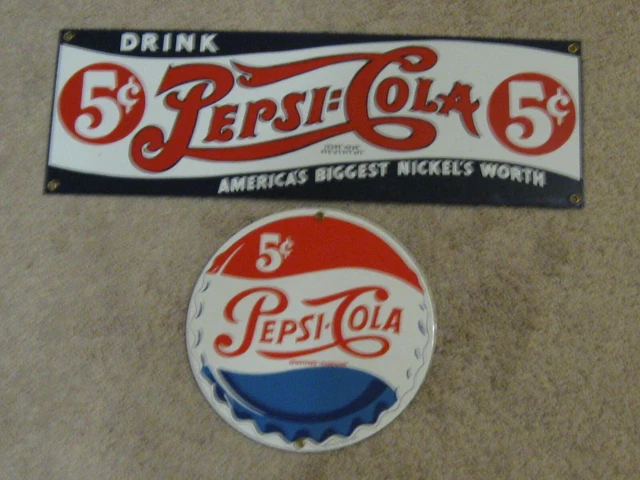 DRINK
5¢ PEPSI:COLA 5¢
AMERICA'S BIGGEST NICKEL'S WORTH
5¢
PEPSI·COLA